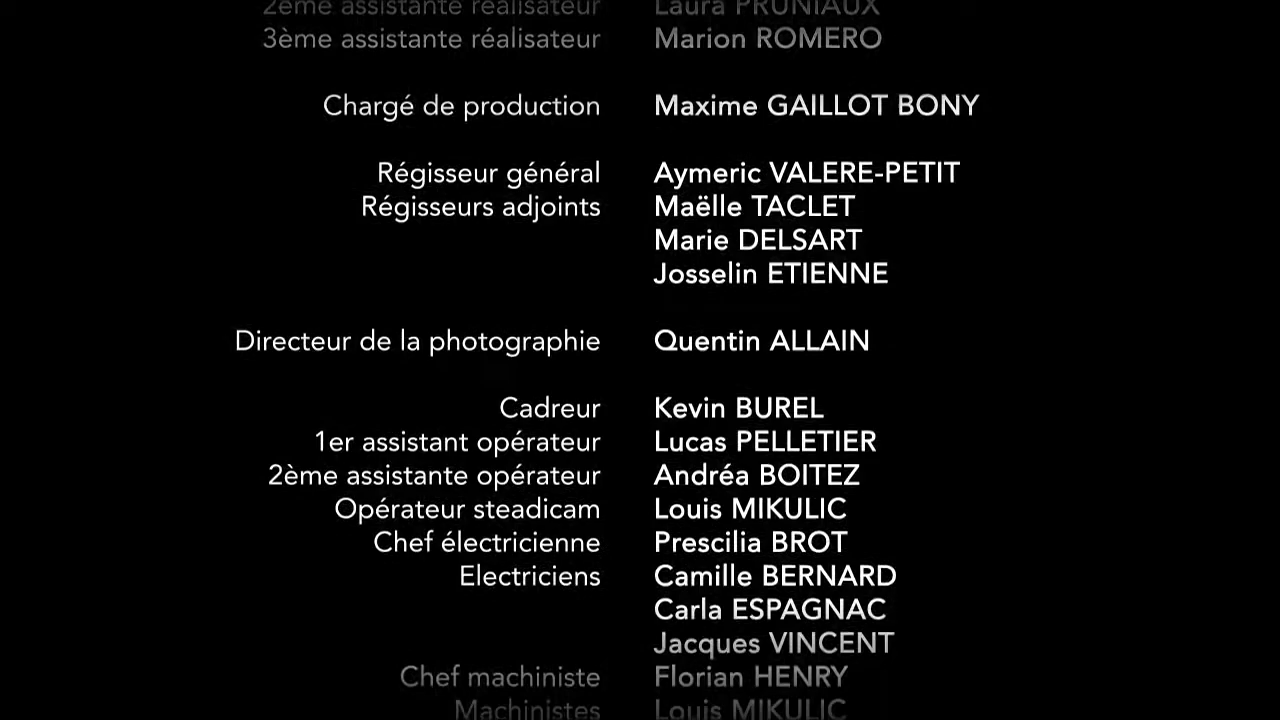 2ème assistante réalisateur Laura PRUNIAUX
3ème assistante réalisateur Marion ROMERO
Chargé de production Maxime GAILLOT BONY
Régisseur général Aymeric VALERE-PETIT
Régisseurs adjoints Maëlle TACLET
Marie DELSART
Josselin ETIENNE
Directeur de la photographie Quentin ALLAIN
Cadreur Kevin BUREL
1er assistant opérateur Lucas PELLETIER
2ème assistante opérateur Andréa BOITEZ
Opérateur steadicam Louis MIKULIC
Chef électricienne Prescilia BROT
Electriciens Camille BERNARD
Carla ESPAGNAC
Jacques VINCENT
Chef machiniste Florian HENRY
Machinistes Louis MIKULIC